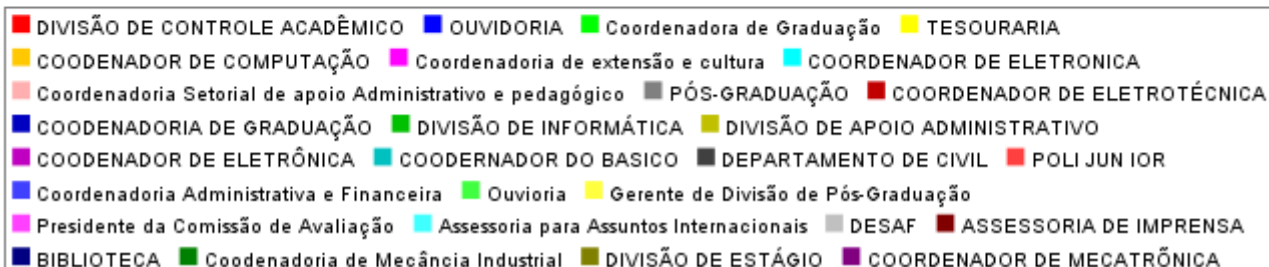 DIVISÃO DE CONTROLE ACADÊMICO OUVIDORIA Coordenadora de Graduação TESOURARIA
COODENADOR DE COMPUTAÇÃO Coordenadoria de extensão e cultura COORDENADOR DE ELETRONICA
Coordenadoria Setorial de apoio Administrativo e pedagógico PÓS-GRADUAÇÃO COORDENADOR DE ELETROTÉCNICA
COODENADORIA DE GRADUAÇÃO DIVISÃO DE INFORMÁTICA DIVISÃO DE APOIO ADMINISTRATIVO
COODENADOR DE ELETRÔNICA COODERNADOR DO BASICO DEPARTAMENTO DE CIVIL POLI JUN IOR
Coordenadoria Administrativa e Financeira Ouvioria Gerente de Divisão de Pós-Graduação
Presidente da Comissão de Avaliação Assessoria para Assuntos Internacionais DESAF ASSESSORIA DE IMPRENSA
BIBLIOTECA Coodenadoria de Mecância Industrial DIVISÃO DE ESTÁGIO COORDENADOR DE MECATRÕNICA